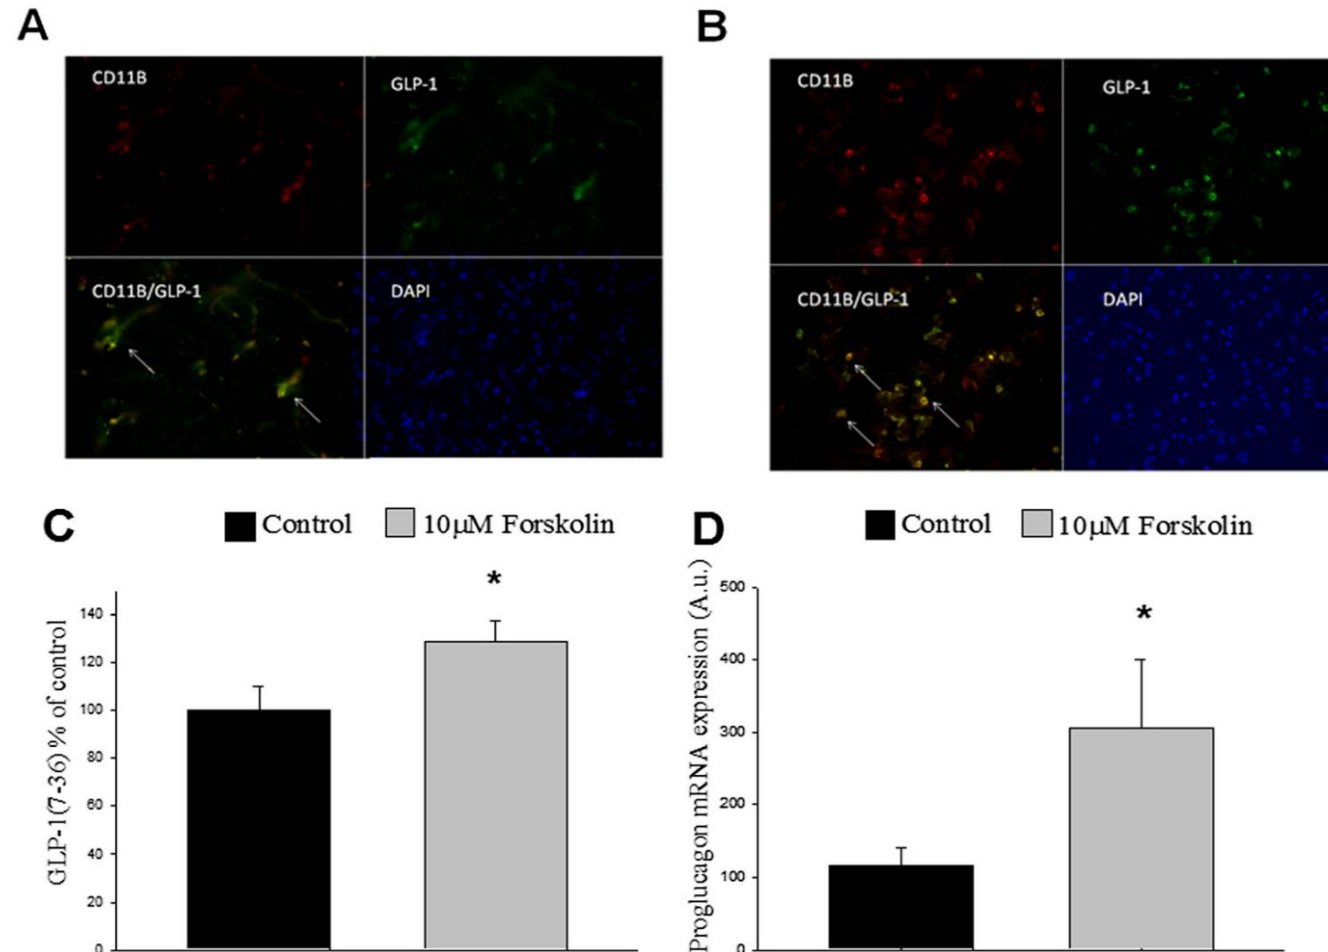 A
CD11B
GLP-1
CD11B/GLP-1
DAPI
B
CD11B
GLP-1
CD11B/GLP-1
DAPI
C
Control
10μM Forskolin
*
GLP-1(7-36) % of control
140
120
100
80
60
40
20
0
D
Control
10μM Forskolin
*
Proglucagon mRNA expression (A.u.)
500
400
300
200
100
0